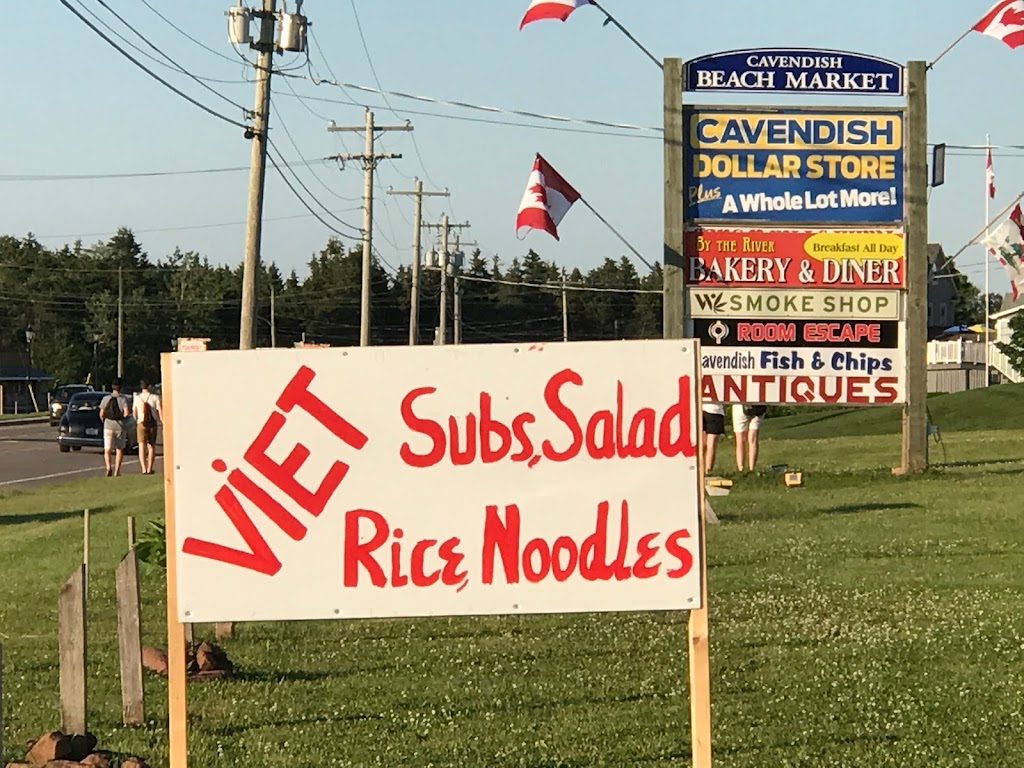 CAVENDISH
BEACH MARKET
CAVENDISH
DOLLAR STORE
Plus A Whole Lot More!
BY THE RIVER
Breakfast All Day
BAKERY & DINER
SMOKE SHOP
ROOM ESCAPE
avendish Fish & Chips
ANTIQUES
VIET
Subs, Salad
Rice, Noodles